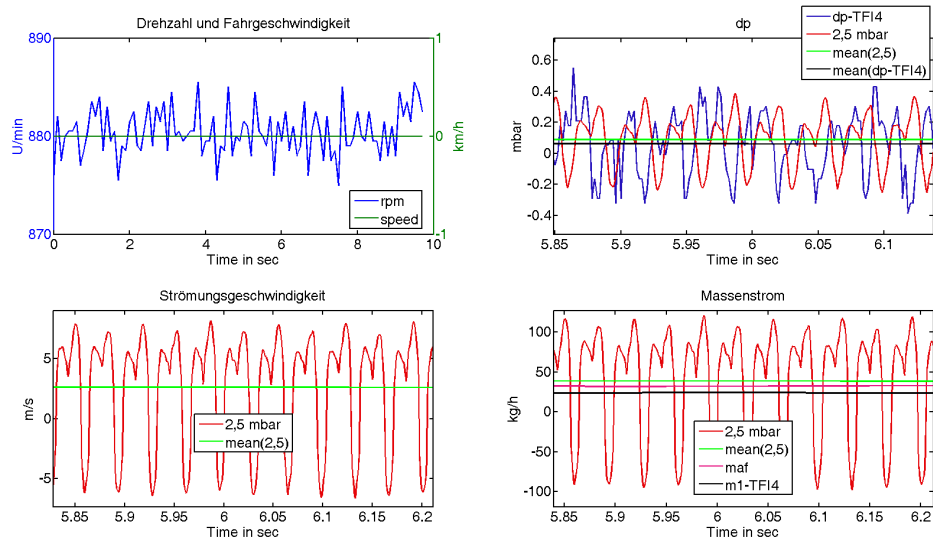 Drehzahl und Fahrgeschwindigkeit
890
880
870
U/min
1
0
-1
km/h
rpm
speed
0 2 4 6 8 10
Time in sec
dp
dp-TFI4
2,5 mbar
mean(2,5)
mean(dp-TFI4)
0.6
0.4
0.2
0
-0.2
-0.4
mbar
5.85 5.9 5.95 6 6.05 6.1
Time in sec
Strömungsgeschwindigkeit
5
0
-5
m/s
2,5 mbar
mean(2,5)
5.85 5.9 5.95 6 6.05 6.1 6.15 6.2
Time in sec
Massenstrom
100
50
0
-50
-100
kg/h
2,5 mbar
mean(2,5)
maf
m1-TFI4
5.85 5.9 5.95 6 6.05 6.1 6.15 6.2
Time in sec